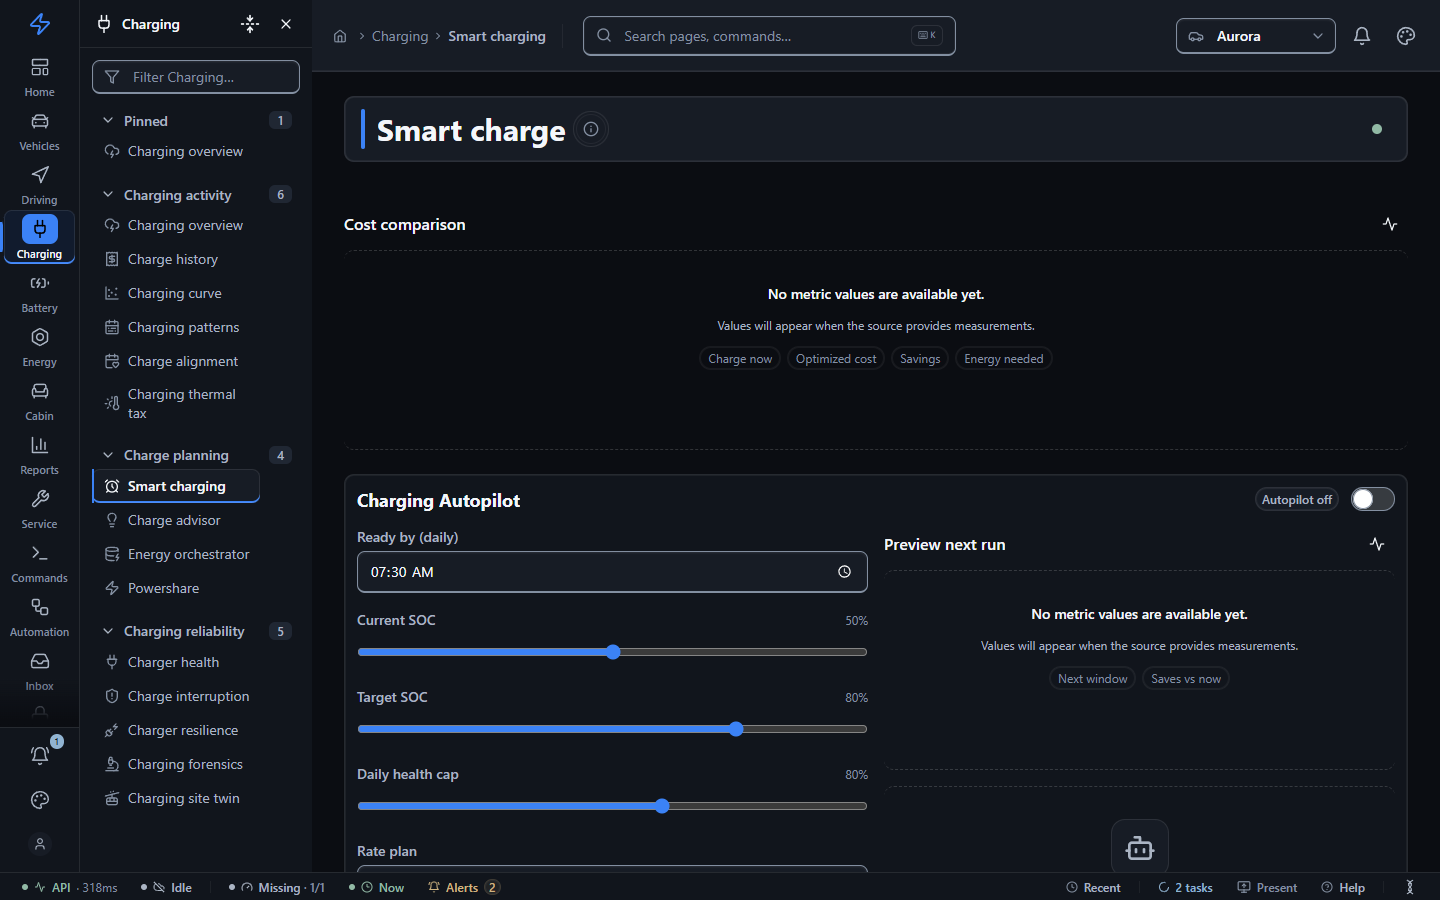 Charging
Charging
Smart charging
Search pages, commands...
K
Aurora
Home
Vehicles
Driving
Charging
Battery
Energy
Cabin
Reports
Service
Commands
Automation
Inbox
1
Filter Charging...
Pinned
1
Charging overview
Charging activity
6
Charging overview
Charge history
Charging curve
Charging patterns
Charge alignment
Charging thermal
tax
Charge planning
4
Smart charging
Charge advisor
Energy orchestrator
Powershare
Charging reliability
5
Charger health
Charge interruption
Charger resilience
Charging forensics
Charging site twin
Smart charge
Cost comparison
No metric values are available yet.
Values will appear when the source provides measurements.
Charge now
Optimized cost
Savings
Energy needed
Charging Autopilot
Autopilot off
Ready by (daily)
07:30 AM
Current SOC
50%
Target SOC
80%
Daily health cap
80%
Rate plan
Preview next run
No metric values are available yet.
Values will appear when the source provides measurements.
Next window
Saves vs now
API · 318ms
Idle
Missing · 1/1
Now
Alerts 2
Recent
2 tasks
Present
Help